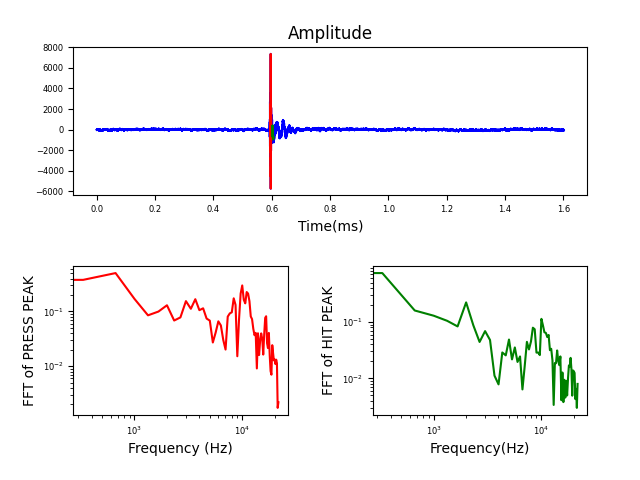 Amplitude
8000
6000
4000
2000
0
−2000
−4000
−6000
0.0 0.2 0.4 0.6 0.8 1.0 1.2 1.4 1.6
Time(ms)
FFT of PRESS PEAK
10⁻¹
10⁻²
10³ 10⁴
Frequency (Hz)
FFT of HIT PEAK
10⁻¹
10⁻²
10³ 10⁴
Frequency(Hz)